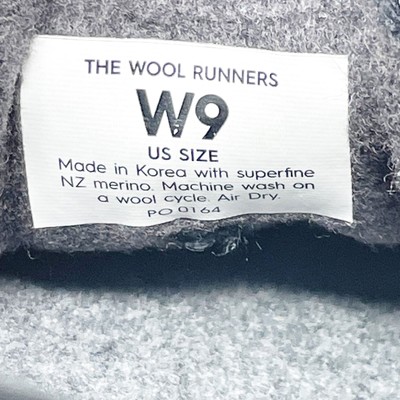 THE WOOL RUNNERS
W9
US SIZE
Made in Korea with superfine
NZ merino. Machine wash on
a wool cycle. Air Dry.
PO 0164